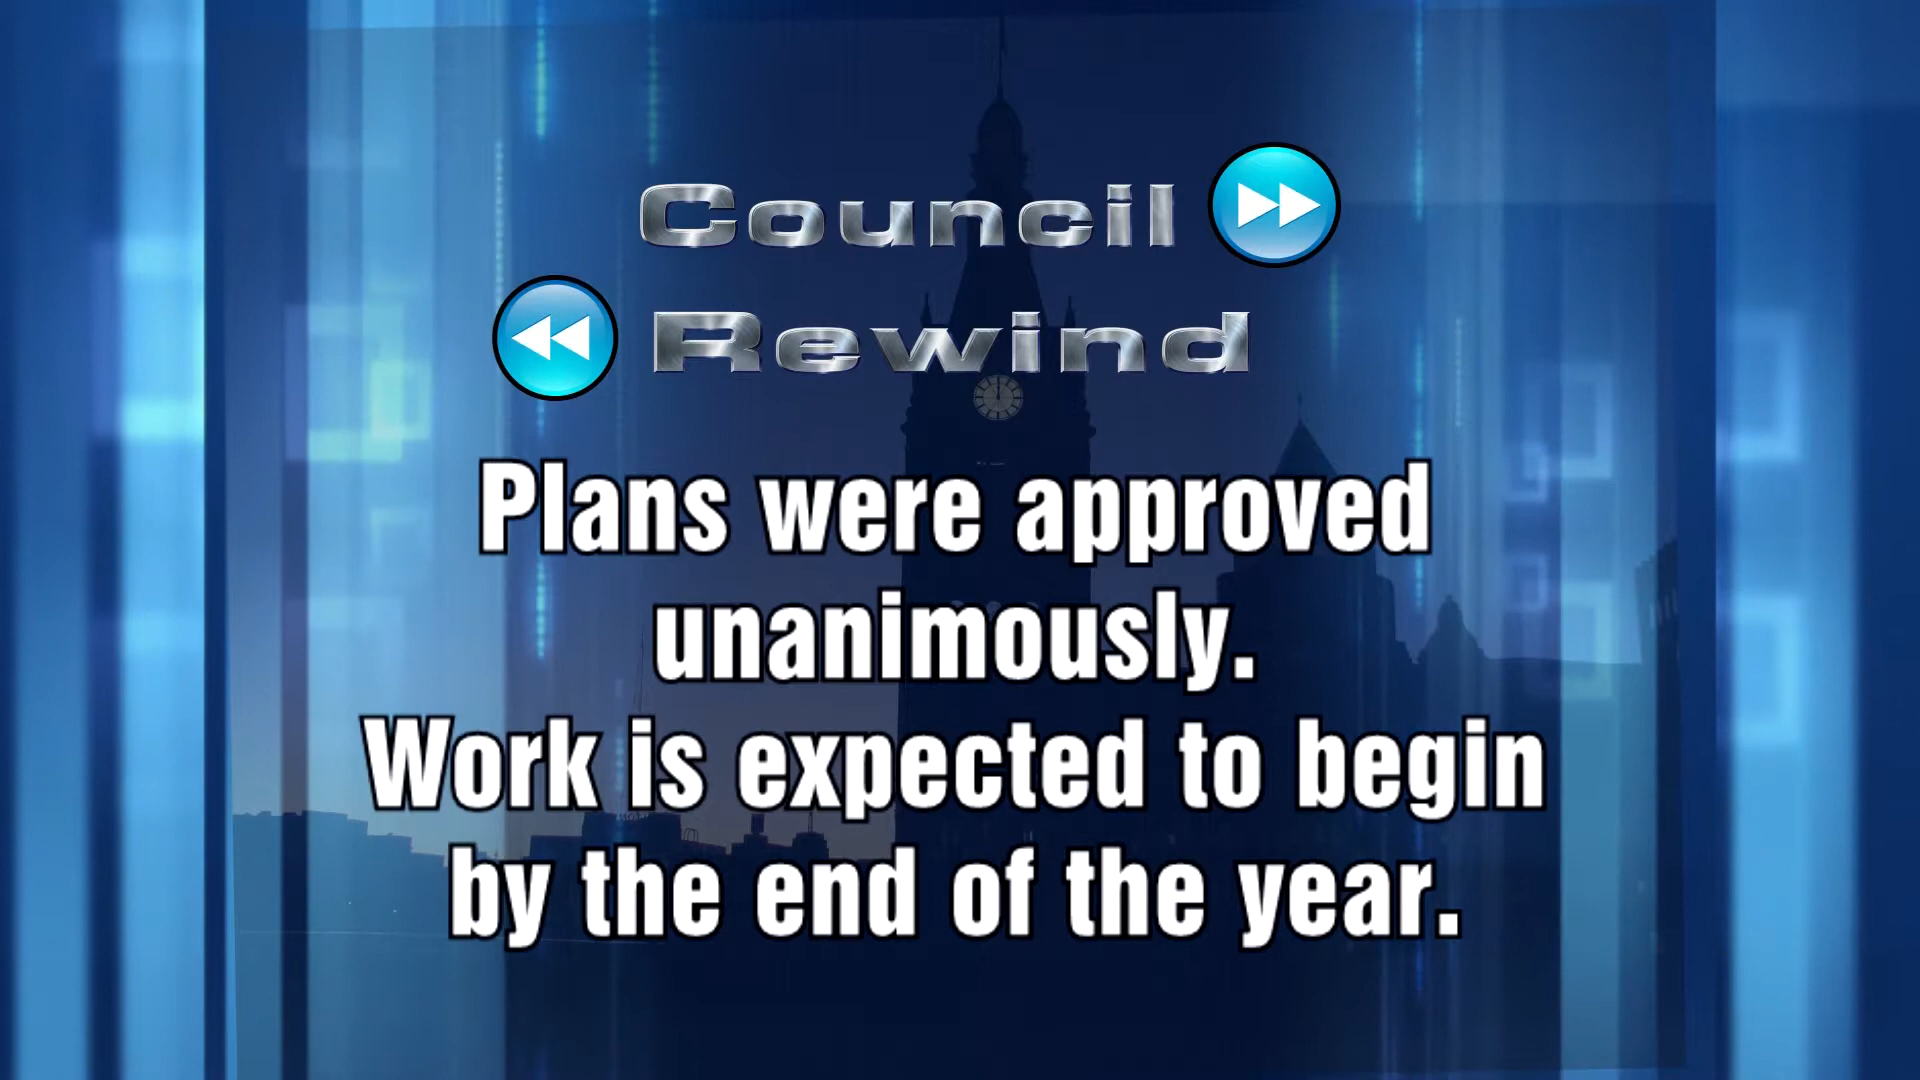 Council
Rewind
Plans were approved
unanimously.
Work is expected to begin
by the end of the year.